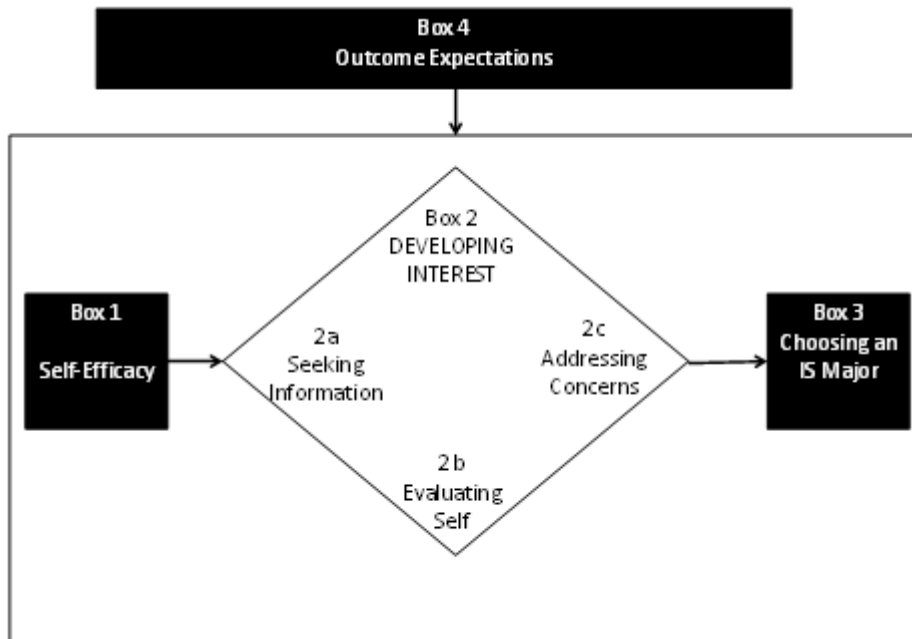 Box 4
Outcome Expectations
Box 2
DEVELOPING
INTEREST
Box 1
Self-Efficacy
2a
Seeking
Information
2c
Addressing
Concerns
Box 3
Choosing an
IS Major
2b
Evaluating
Self